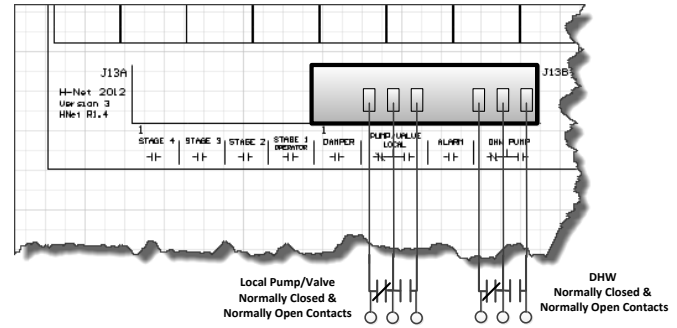 J13A
J13B
H-Net 2012
Version 3
HNet R1.4
1
1
STAGE 4
STAGE 3
STAGE 2
STAGE 1
OPERATOR
DAMPER
PUMP/VALVE
LOCAL
ALARM
DHW PUMP
Local Pump/Valve
Normally Closed &
Normally Open Contacts
DHW
Normally Closed &
Normally Open Contacts